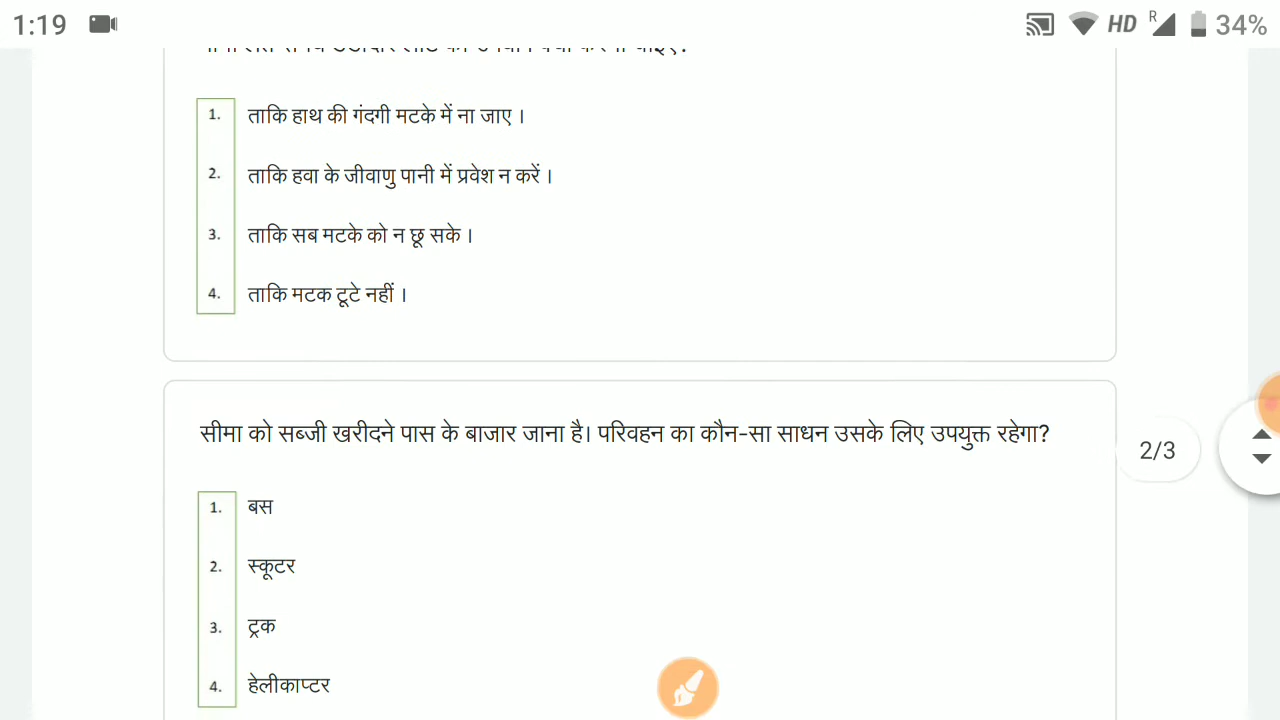 1:19 HD R 34%
1. ताकि हाथ की गंदगी मटके में ना जाए ।
2. ताकि हवा के जीवाणु पानी में प्रवेश न करें ।
3. ताकि सब मटके को न छू सके ।
4. ताकि मटक टूटे नहीं ।
सीमा को सब्जी खरीदने पास के बाजार जाना है। परिवहन का कौन-सा साधन उसके लिए उपयुक्त रहेगा?
2/3
1. बस
2. स्कूटर
3. ट्रक
4. हेलीकाप्टर